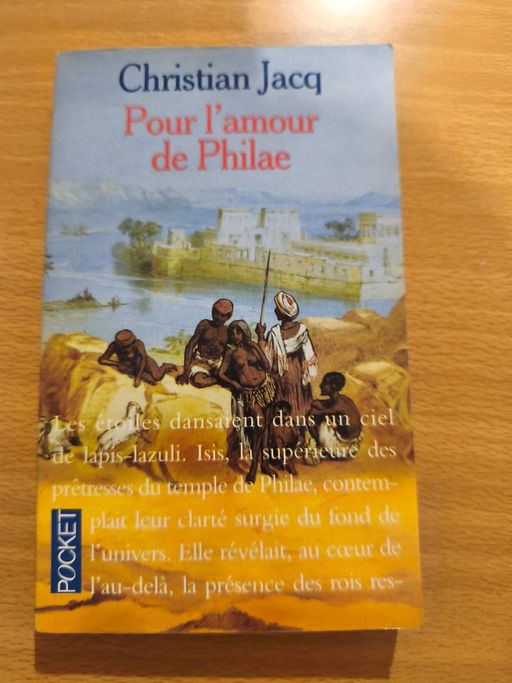 Christian Jacq
Pour l'amour
de Philae
Les étoiles dansaient dans un ciel
de lapis-lazuli. Isis, la supérieure des
prêtresses du temple de Philae, contem-
plait leur clarté surgie du fond de
l'univers. Elle révélait, au cœur de
l'au-delà, la présence des rois res-
POCKET